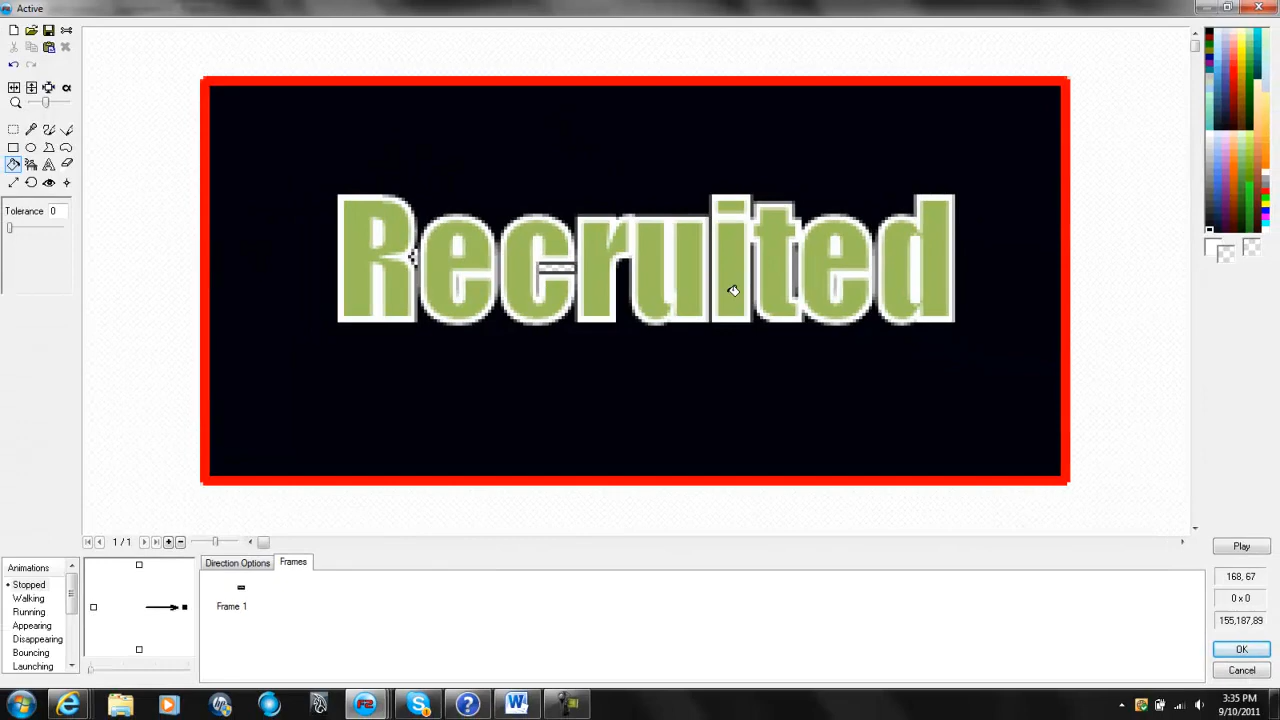 Active
Tolerance 0
Recruited
1 / 1
Animations
Stopped
Walking
Running
Appearing
Disappearing
Bouncing
Launching
Direction Options
Frames
Frame 1
Play
168, 67
0 x 0
155,187,89
OK
Cancel
3:35 PM
9/10/2011